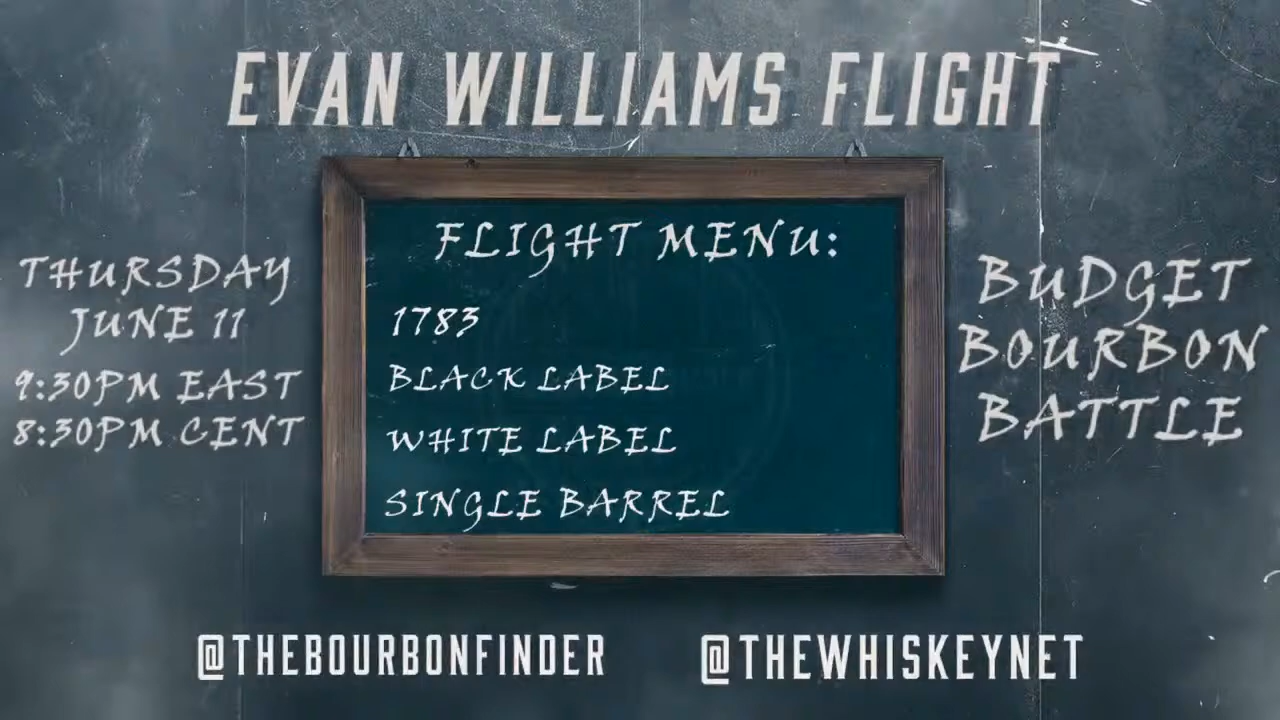 EVAN WILLIAMS FLIGHT
THURSDAY
JUNE 11
9:30PM EAST
8:30PM CENT
FLIGHT MENU:
1783
BLACK LABEL
WHITE LABEL
SINGLE BARREL
BUDGET
BOURBON
BATTLE
@THEBOURBONFINDER
@THEWHISKEYNET